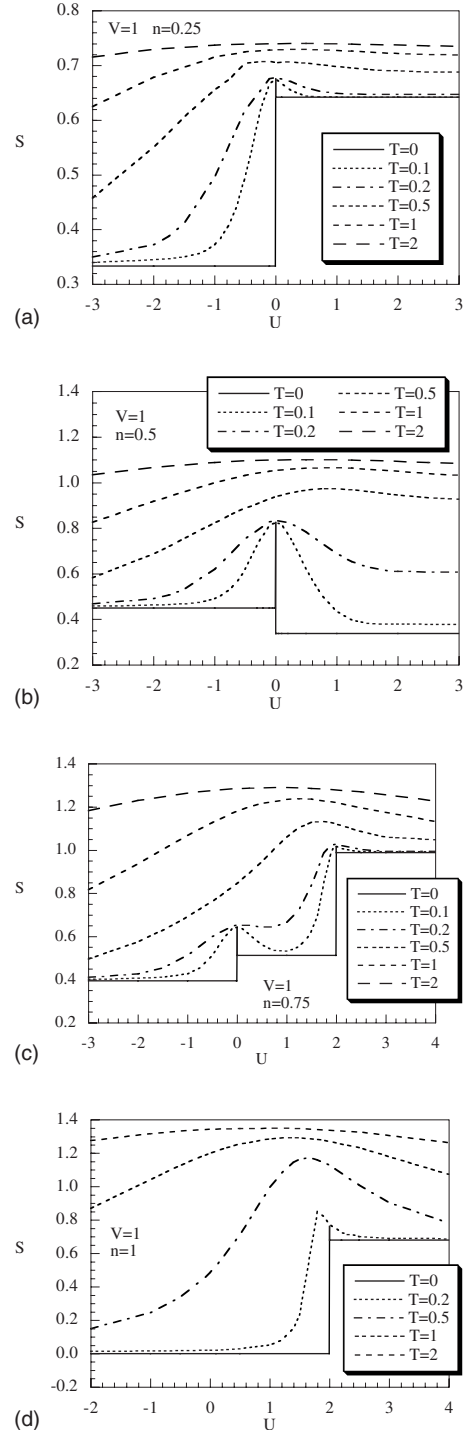 V=1 n=0.25
0.8
0.7
0.6
S
0.5
0.4
0.3
T=0
T=0.1
T=0.2
T=0.5
T=1
T=2
-3 -2 -1 0 1 2 3
U
(a)
1.4
1.2
1.0
S
0.8
0.6
0.4
0.2
V=1
n=0.5
T=0 T=0.5
T=0.1 T=1
T=0.2 T=2
-3 -2 -1 0 1 2 3
U
(b)
1.4
1.2
1.0
S
0.8
0.6
0.4
0.2
T=0
T=0.1
T=0.2
T=0.5
T=1
T=2
V=1
n=0.75
-3 -2 -1 0 1 2 3 4
U
(c)
1.4
1.2
1.0
0.8
S
0.6
0.4
0.2
0.0
-0.2
V=1
n=1
T=0
T=0.2
T=0.5
T=1
T=2
-2 -1 0 1 2 3 4
U
(d)